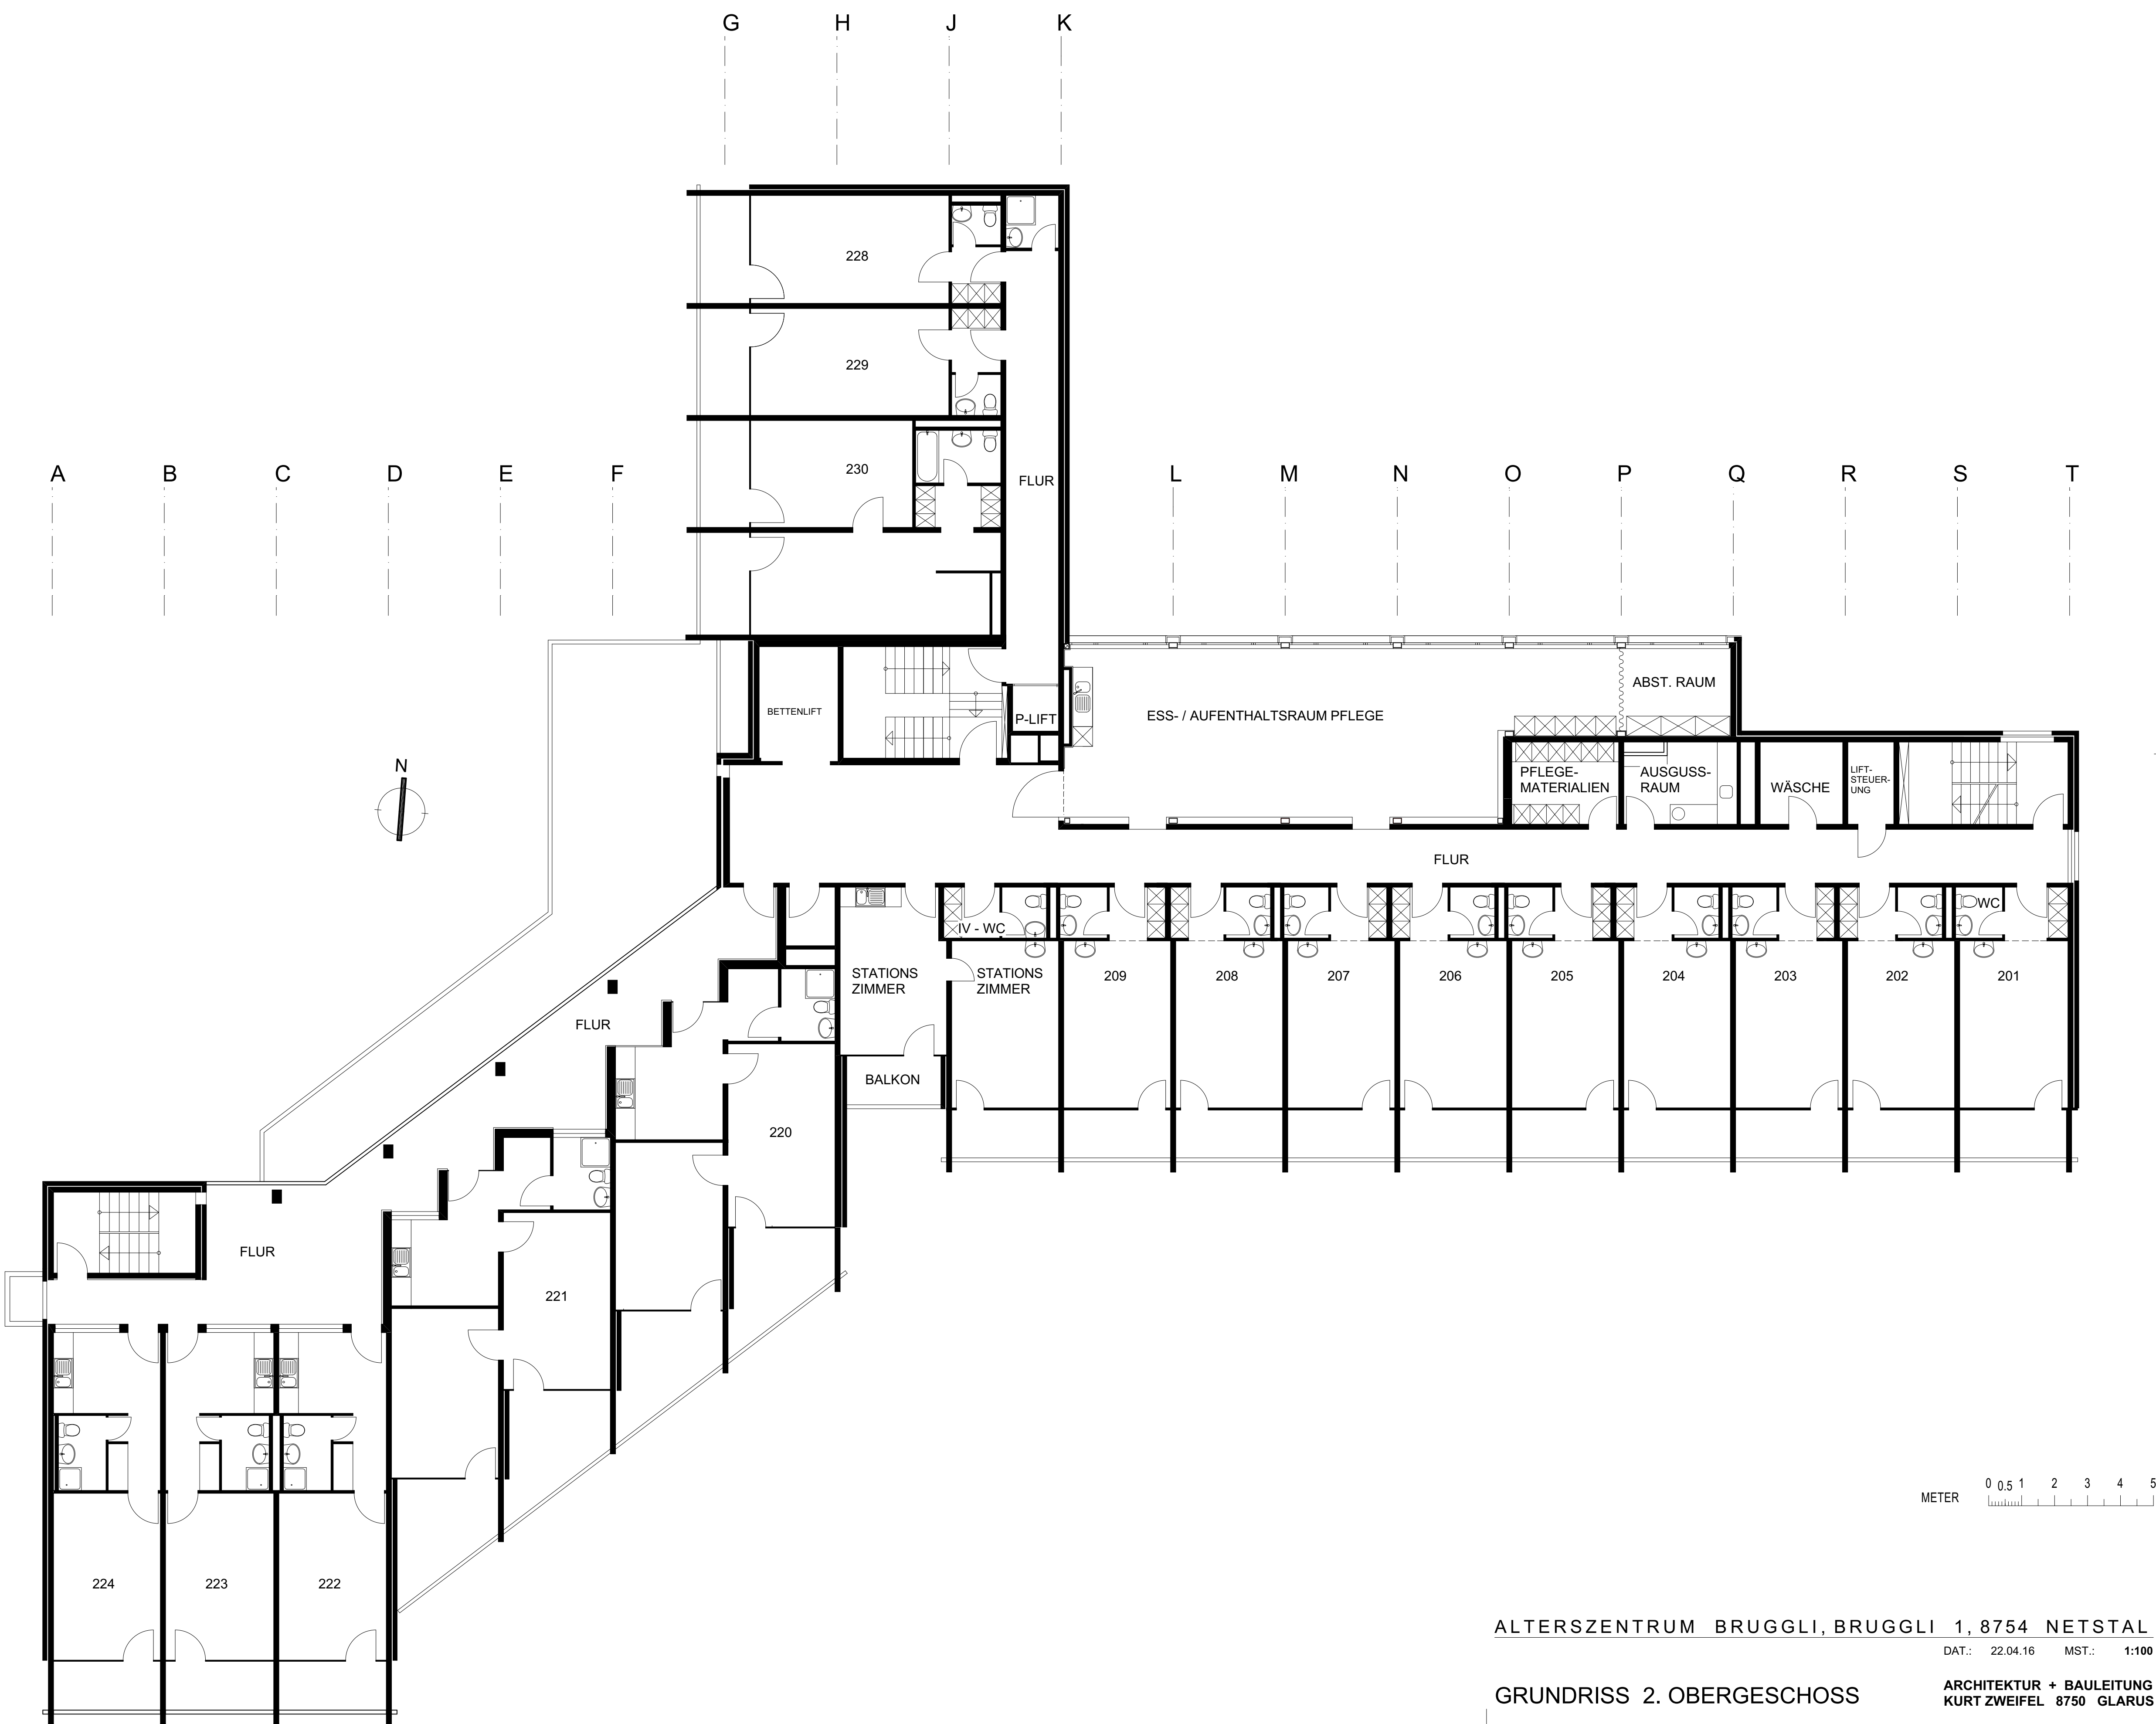 G H J K
228
229
230
FLUR
A B C D E F L M N O P Q R S T
BETTENLIFT
P-LIFT
ESS- / AUFENTHALTSRAUM PFLEGE
ABST. RAUM
PFLEGE-
MATERIALIEN
AUSGUSS-
RAUM
WÄSCHE
LIFT-
STEUER-
UNG
N
FLUR
IV - WC
WC
STATIONS
ZIMMER
STATIONS
ZIMMER
209 208 207 206 205 204 203 202 201
FLUR
BALKON
220
FLUR
221
224 223 222
METER 0 0.5 1 2 3 4 5
ALTERSZENTRUM BRUGGLI, BRUGGLI 1, 8754 NETSTAL
DAT.: 22.04.16 MST.: 1:100
GRUNDRISS 2. OBERGESCHOSS
ARCHITEKTUR + BAULEITUNG
KURT ZWEIFEL 8750 GLARUS